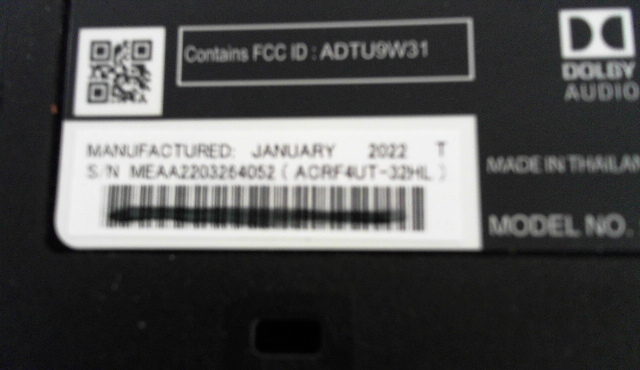 Contains FCC ID : ADTU9W31
DOLBY
AUDIO
MANUFACTURED: JANUARY 2022 T
S/N MEAA2203264052 ( ACRF4UT-32HL )
MADE IN THAILAN
MODEL NO.